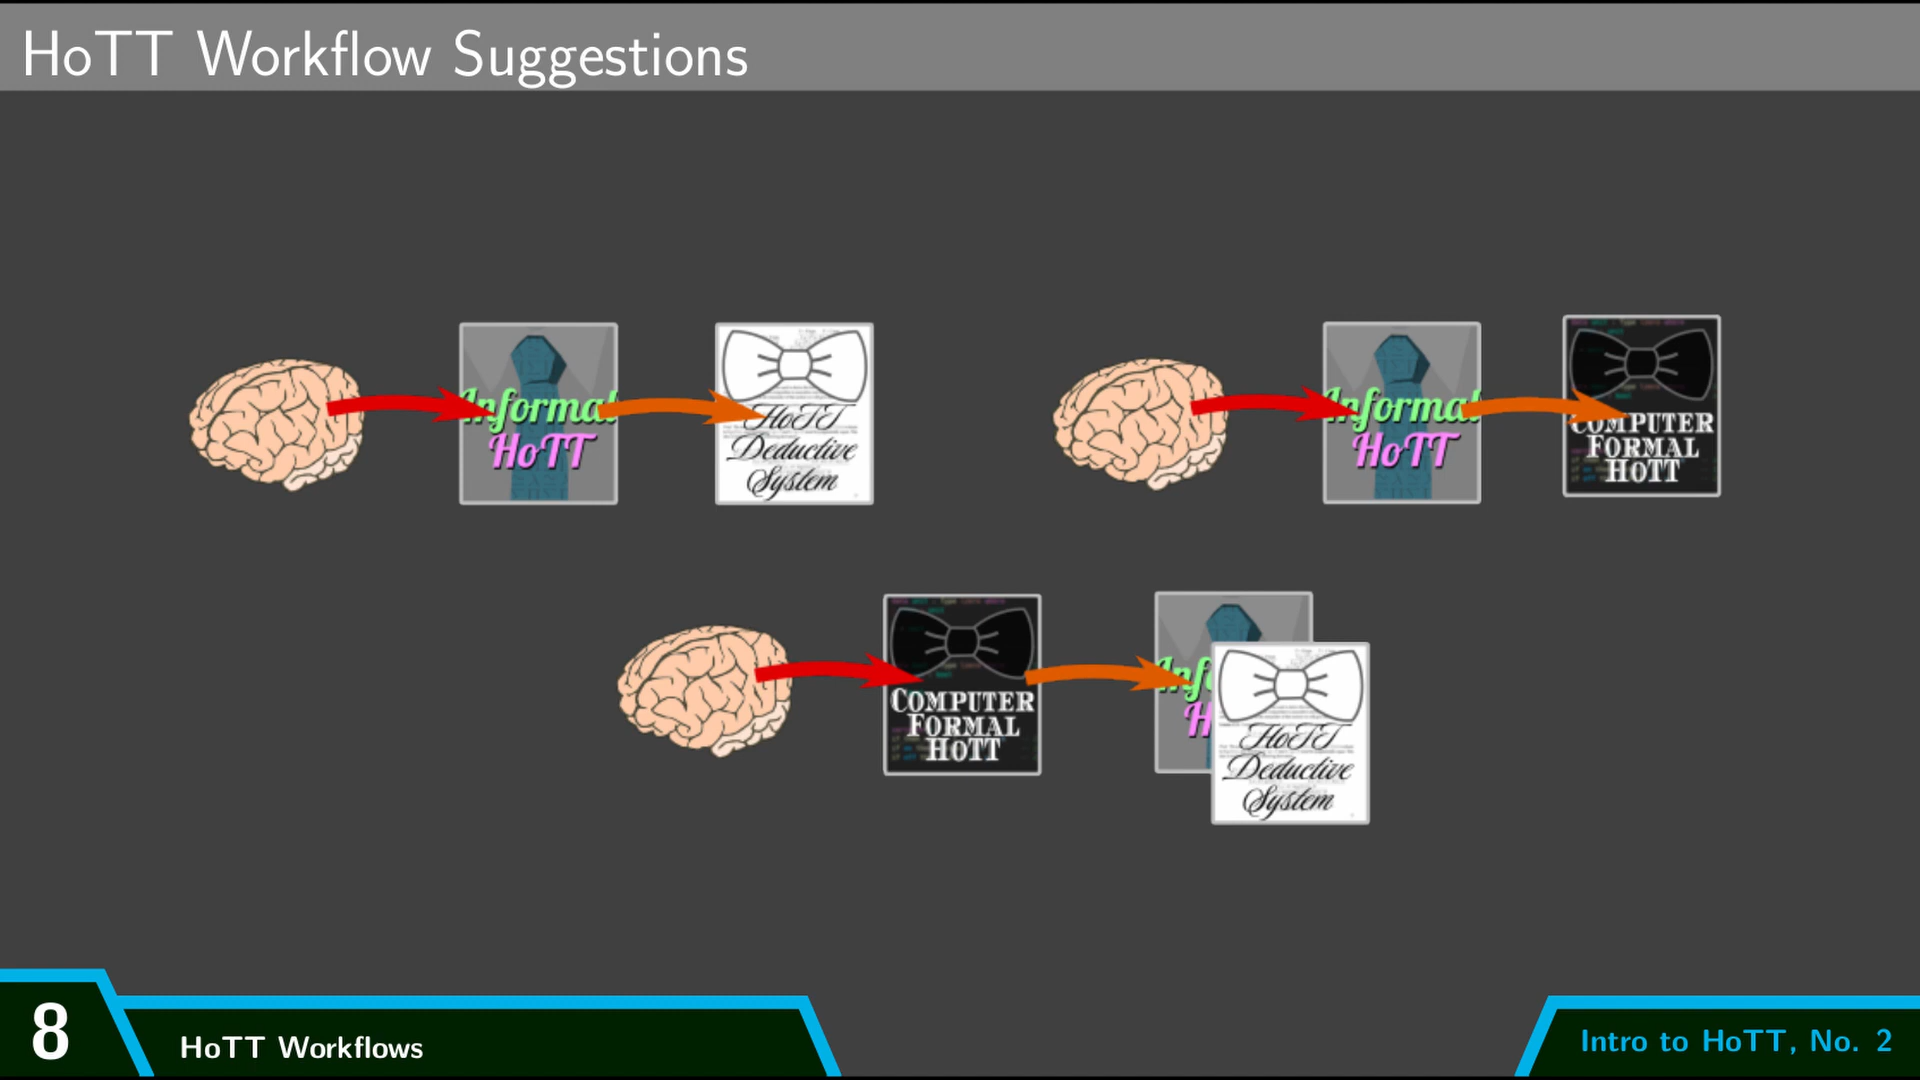 HoTT Workflow Suggestions
Informal
HoTT
HoTT
Deductive
System
Informal
HoTT
COMPUTER
FORMAL
HOTT
COMPUTER
FORMAL
HOTT
Inf
H
HoTT
Deductive
System
8
HoTT Workflows
Intro to HoTT, No. 2